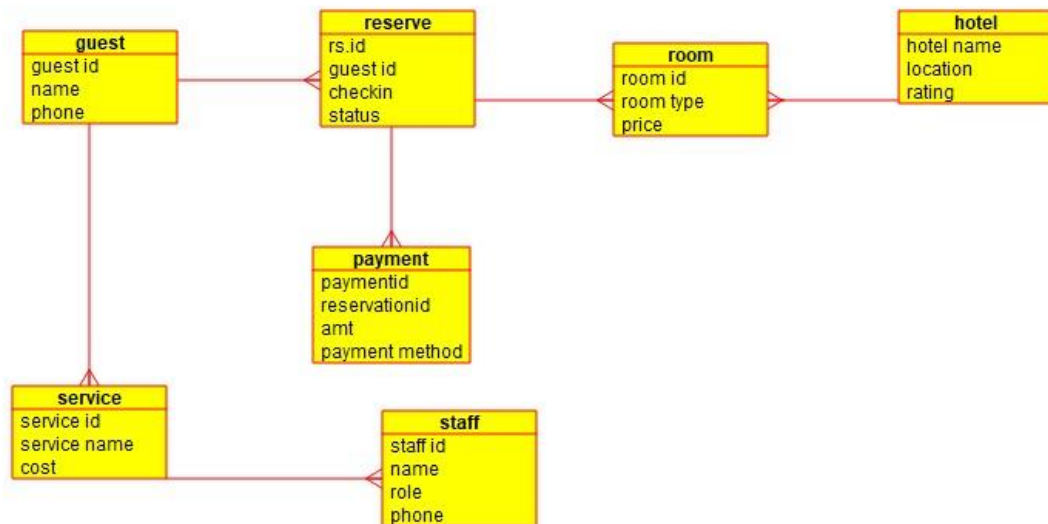 guest
guest id
name
phone
reserve
rs.id
guest id
checkin
status
room
room id
room type
price
hotel
hotel name
location
rating
payment
paymentid
reservationid
amt
payment method
service
service id
service name
cost
staff
staff id
name
role
phone